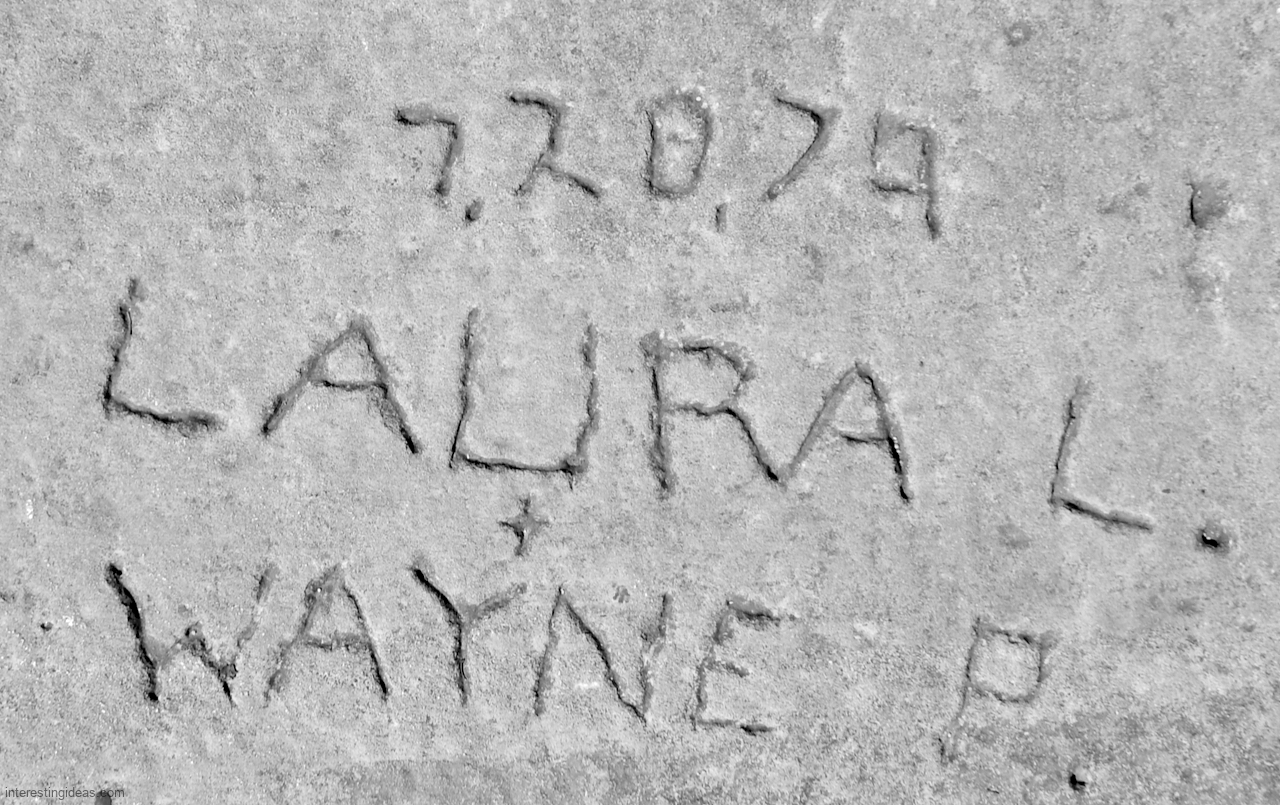 7.20.79
LAURA L.
+
WAYNE P.
interestingideas.com